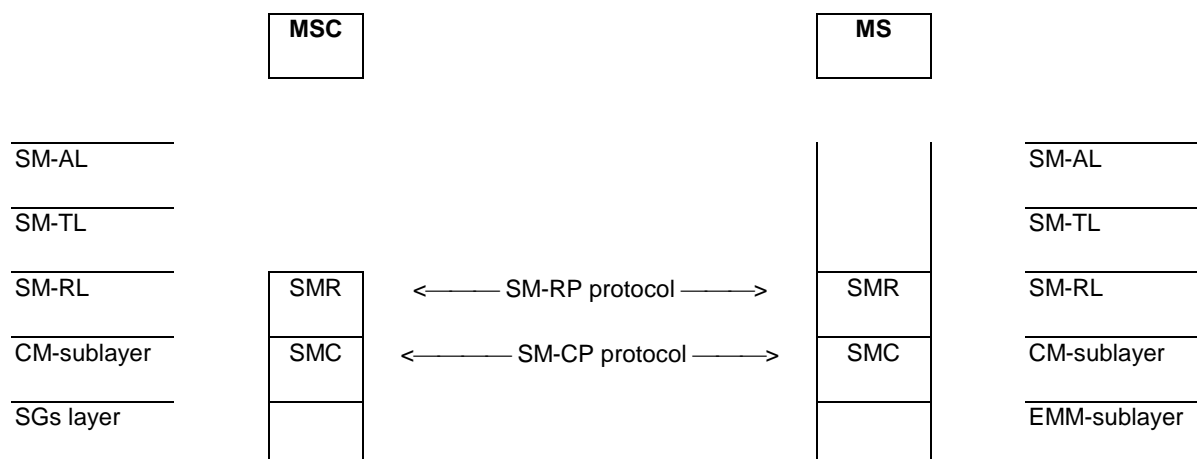 MSC MS
SM-AL SM-AL
SM-TL SM-TL
SM-RL SMR <——— SM-RP protocol ———> SMR SM-RL
CM-sublayer SMC <———— SM-CP protocol ———> SMC CM-sublayer
SGs layer EMM-sublayer